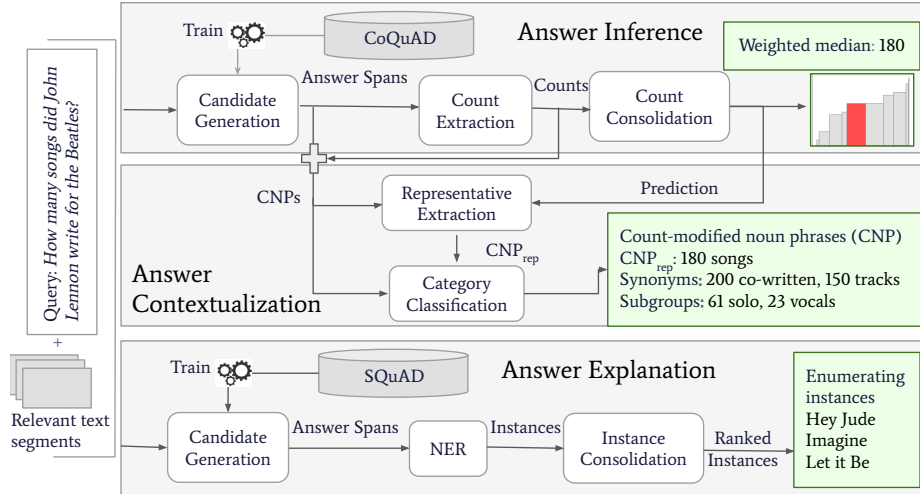 Query: How many songs did John
Lennon write for the Beatles?
+
Relevant text
segments
Train
CoQuAD
Answer Inference
Weighted median: 180
Candidate
Generation
Answer Spans
Count
Extraction
Counts
Count
Consolidation
CNPs
Representative
Extraction
Prediction
CNPrep
Category
Classification
Answer
Contextualization
Count-modified noun phrases (CNP)
CNPrep: 180 songs
Synonyms: 200 co-written, 150 tracks
Subgroups: 61 solo, 23 vocals
Train
SQuAD
Answer Explanation
Candidate
Generation
Answer Spans
NER
Instances
Instance
Consolidation
Ranked
Instances
Enumerating
instances
Hey Jude
Imagine
Let it Be